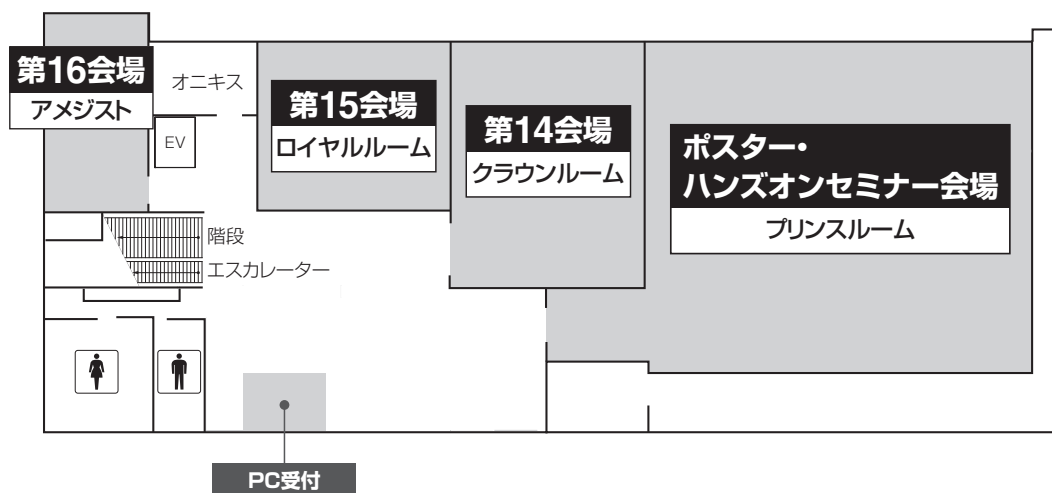 第16会場
アメジスト
オニキス
EV
第15会場
ロイヤルルーム
第14会場
クラウンルーム
ポスター・
ハンズオンセミナー会場
プリンスルーム
階段
エスカレーター
PC受付